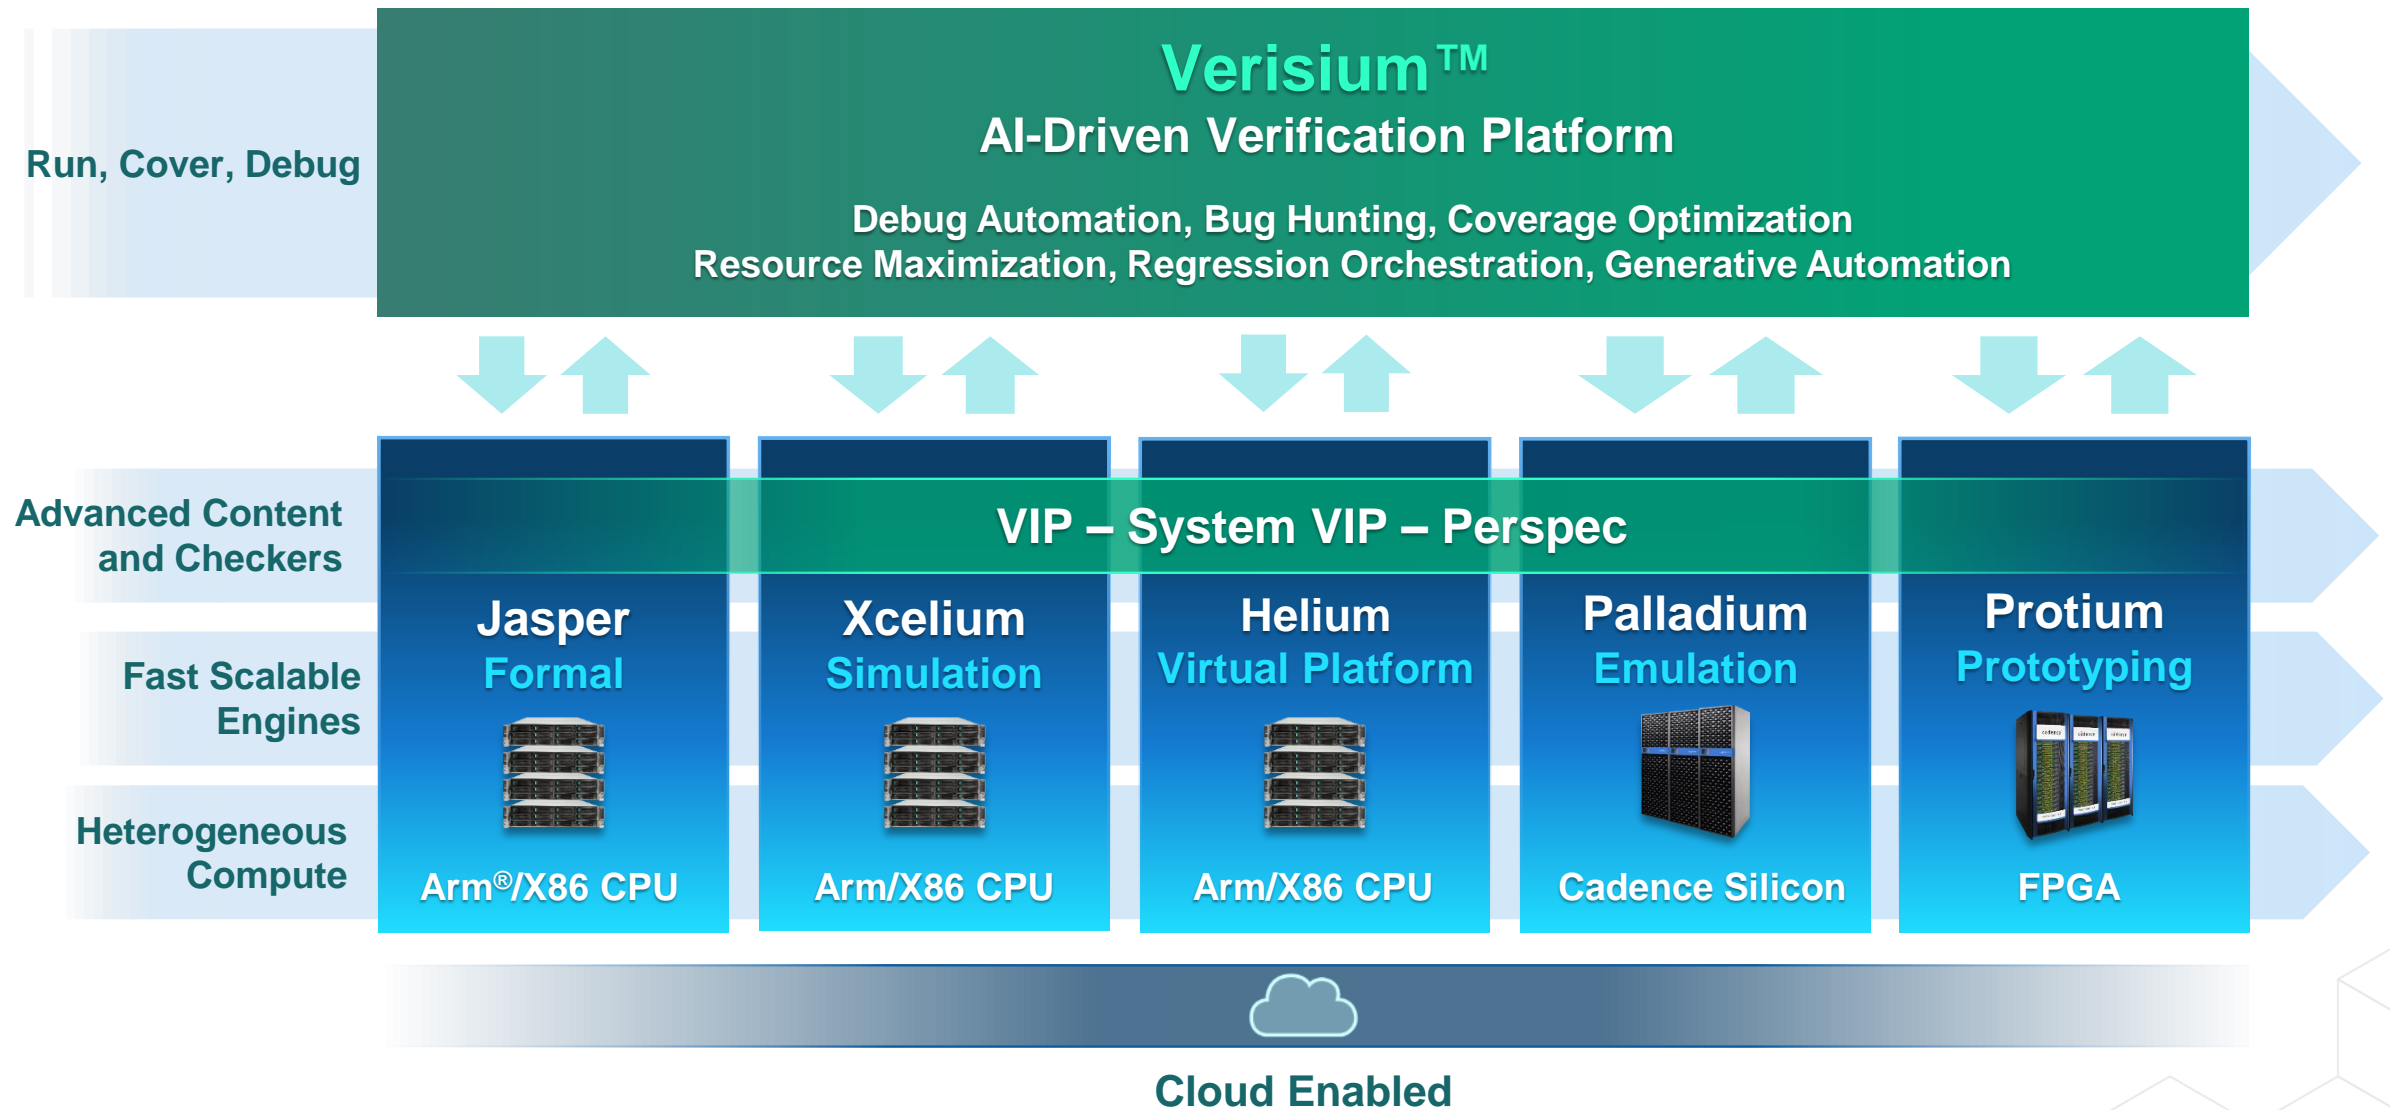 Verisium™
AI-Driven Verification Platform
Run, Cover, Debug
Debug Automation, Bug Hunting, Coverage Optimization
Resource Maximization, Regression Orchestration, Generative Automation
Advanced Content
and Checkers
VIP – System VIP – Perspec
Fast Scalable
Engines
Heterogeneous
Compute
Jasper
Formal
Arm®/X86 CPU
Xcelium
Simulation
Arm/X86 CPU
Helium
Virtual Platform
Arm/X86 CPU
Palladium
Emulation
Cadence Silicon
Protium
Prototyping
cadence
cadence
cadence
FPGA
Cloud Enabled